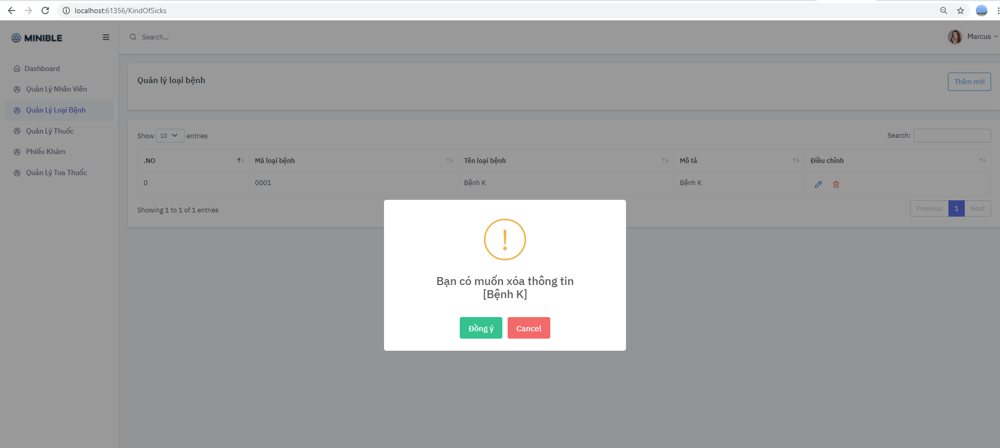 localhost:61356/KindOfSicks
MINIBLE
Search...
Marcus
Dashboard
Quản Lý Nhân Viên
Quản Lý Loại Bệnh
Quản Lý Thuốc
Phiếu Khám
Quản Lý Toa Thuốc
Quản lý loại bệnh
Thêm mới
Show 10 entries
Search:
.NO Mã loại bệnh Tên loại bệnh Mô tả Điều chỉnh
0 0001 Bệnh K Bệnh K
Showing 1 to 1 of 1 entries
Previous 1 Next
!
Bạn có muốn xóa thông tin
[Bệnh K]
Đồng ý Cancel